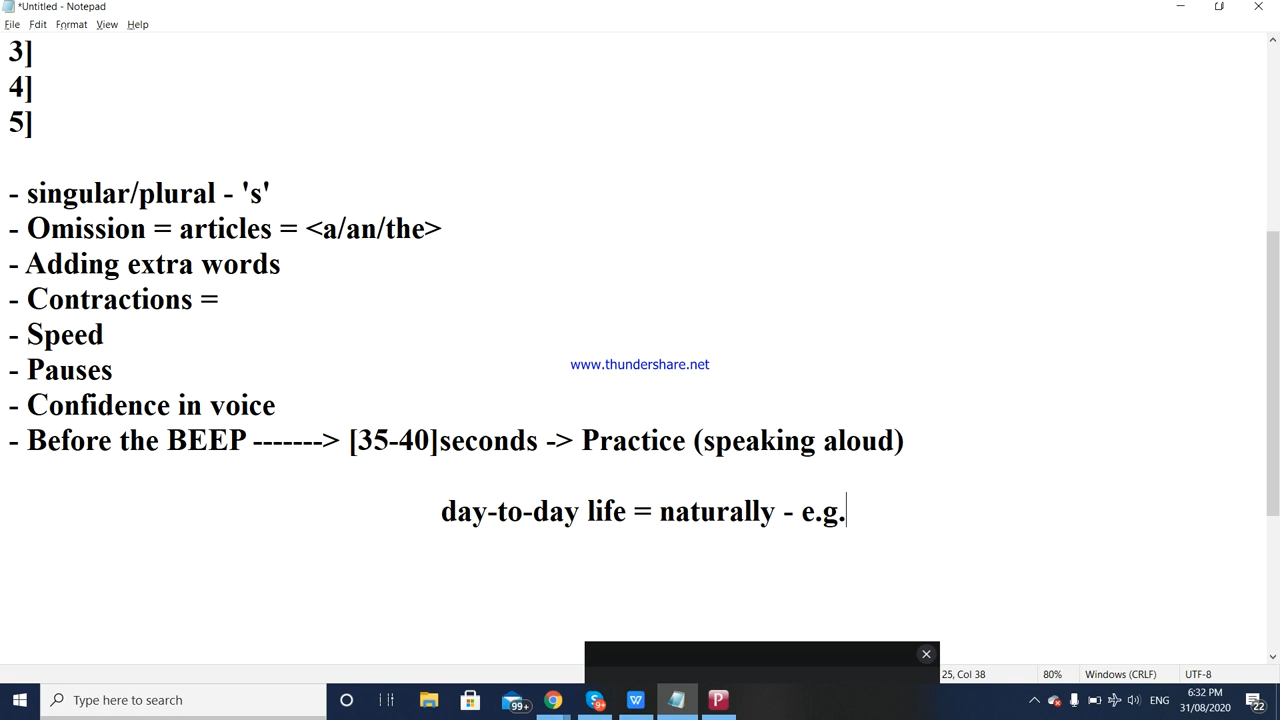 *Untitled - Notepad
File Edit Format View Help
3]
4]
5]
- singular/plural - 's'
- Omission = articles = <a/an/the>
- Adding extra words
- Contractions =
- Speed
- Pauses
- Confidence in voice
- Before the BEEP -------> [35-40]seconds -> Practice (speaking aloud)
day-to-day life = naturally - e.g.
www.thundershare.net
25, Col 38 80% Windows (CRLF) UTF-8
Type here to search 99+ 9+ W P ENG 6:32 PM 31/08/2020 22